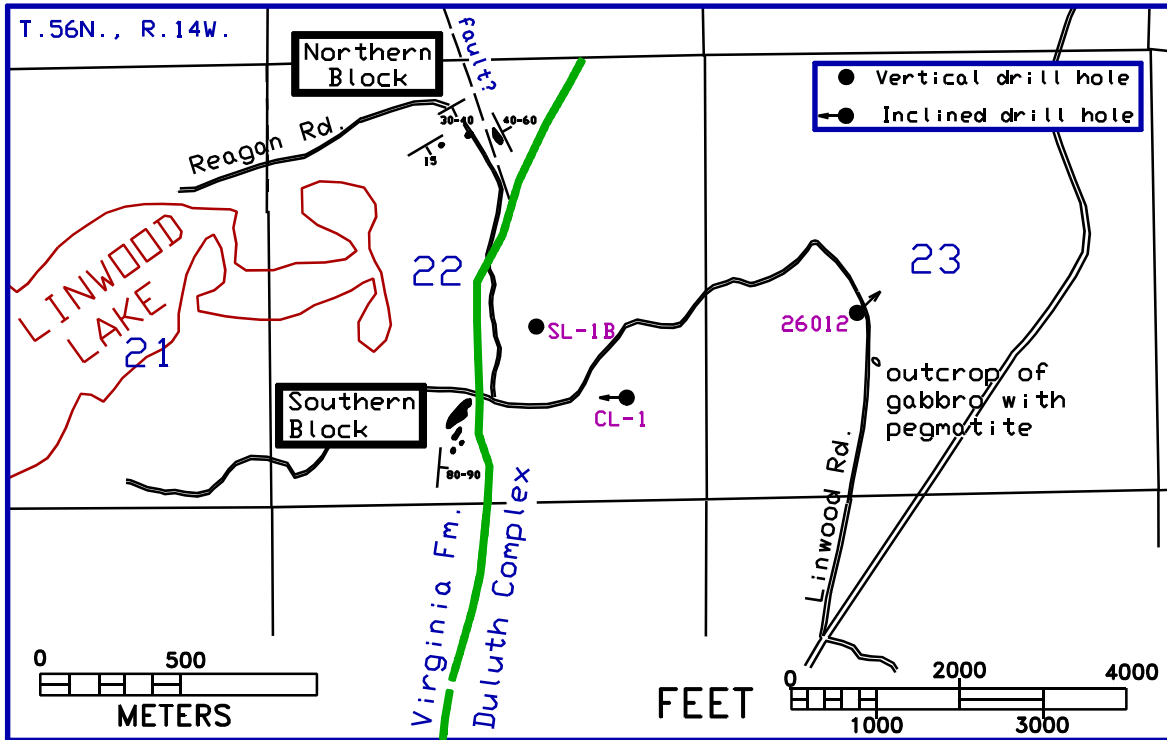 T.56N., R.14W.
Northern
Block
fault?
Vertical drill hole
Inclined drill hole
Reagan Rd.
30-40
40-60
15
LINWOOD
LAKE
21
22
23
SL-1B
26012
CL-1
outcrop of
gabbro with
pegmatite
Southern
Block
80-90
Linwood Rd.
Virginia Fm.
Duluth Complex
0
500
METERS
FEET
0
2000
4000
1000
3000